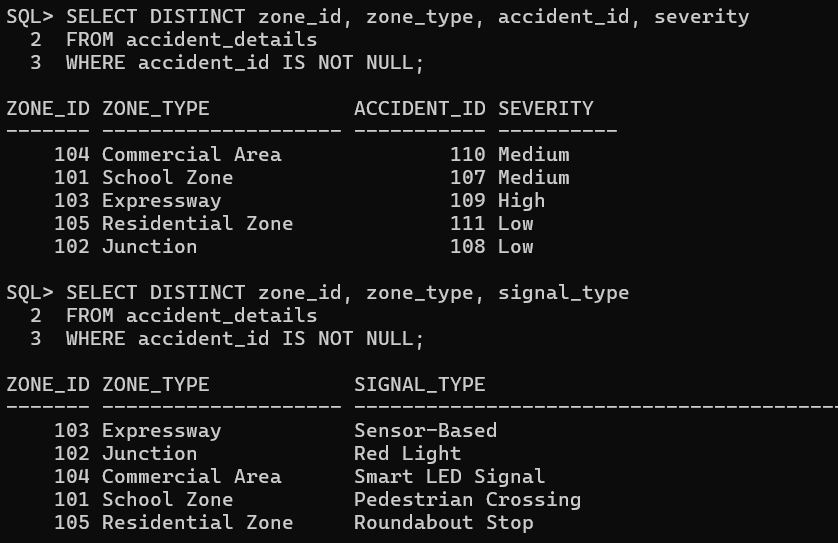 SQL> SELECT DISTINCT zone_id, zone_type, accident_id, severity
  2  FROM accident_details
  3  WHERE accident_id IS NOT NULL;

ZONE_ID ZONE_TYPE            ACCIDENT_ID SEVERITY
------- -------------------- ----------- ----------
    104 Commercial Area              110 Medium
    101 School Zone                  107 Medium
    103 Expressway                   109 High
    105 Residential Zone             111 Low
    102 Junction                     108 Low

SQL> SELECT DISTINCT zone_id, zone_type, signal_type
  2  FROM accident_details
  3  WHERE accident_id IS NOT NULL;

ZONE_ID ZONE_TYPE            SIGNAL_TYPE
------- -------------------- -----------------------------------------
    103 Expressway           Sensor-Based
    102 Junction             Red Light
    104 Commercial Area      Smart LED Signal
    101 School Zone          Pedestrian Crossing
    105 Residential Zone     Roundabout Stop